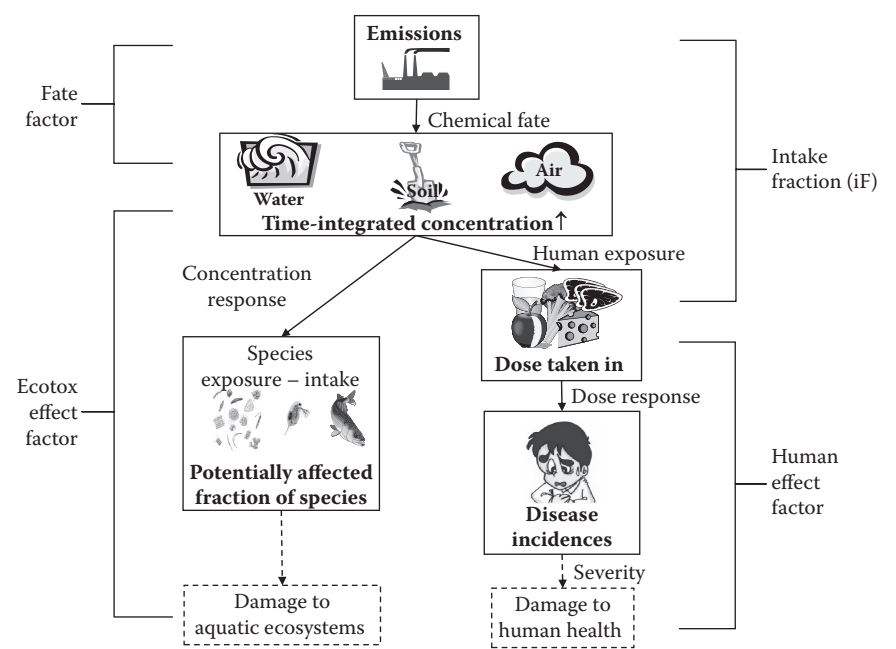 Emissions
Fate
factor
Chemical fate
Intake
fraction (iF)
Water
Soil
Air
Time-integrated concentration↑
Concentration
response
Human exposure
Dose taken in
Species
exposure – intake
Ecotox
effect
factor
Dose response
Potentially affected
fraction of species
Human
effect
factor
Disease
incidences
Severity
Damage to
aquatic ecosystems
Damage to
human health